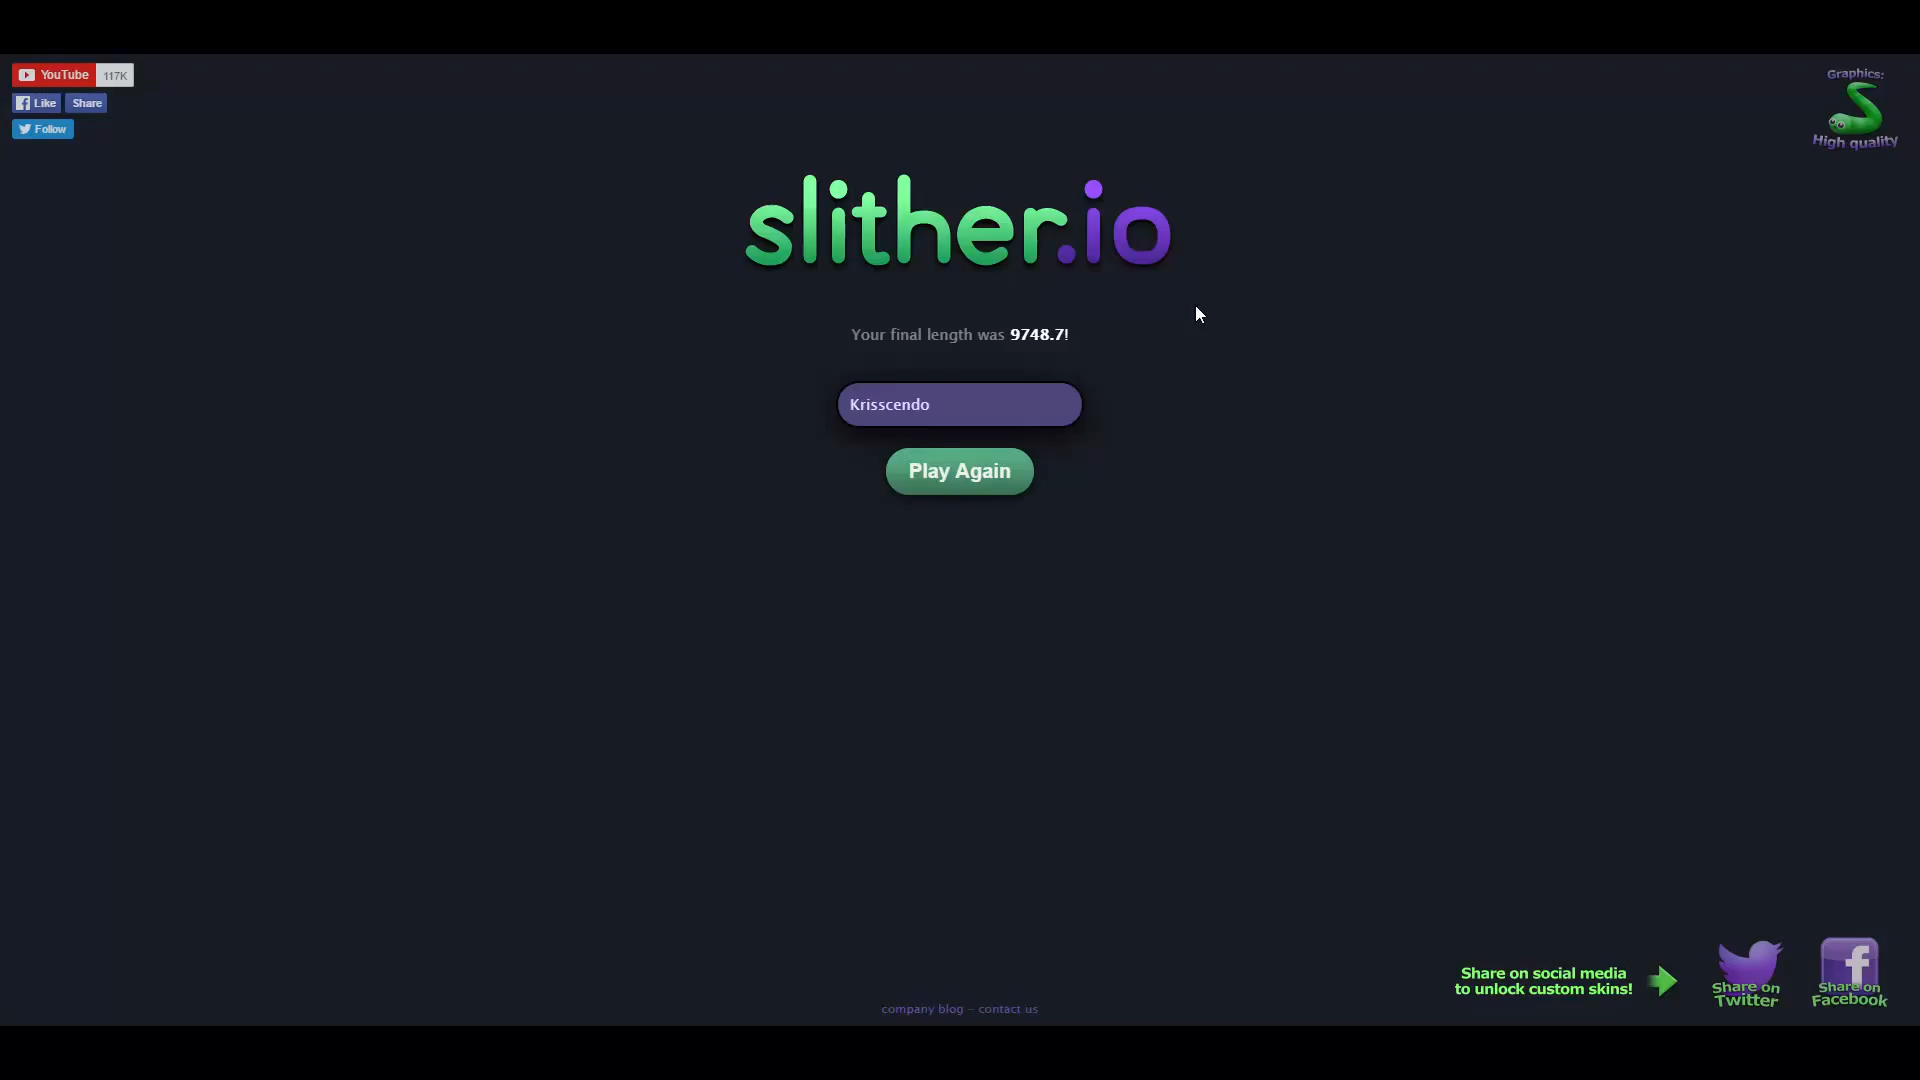 YouTube 117K
Like Share
Follow
Graphics:
High quality
slither.io
Your final length was 9748.7!
Krisscendo
Play Again
Share on social media
to unlock custom skins!
Share on
Twitter
Share on
Facebook
company blog – contact us